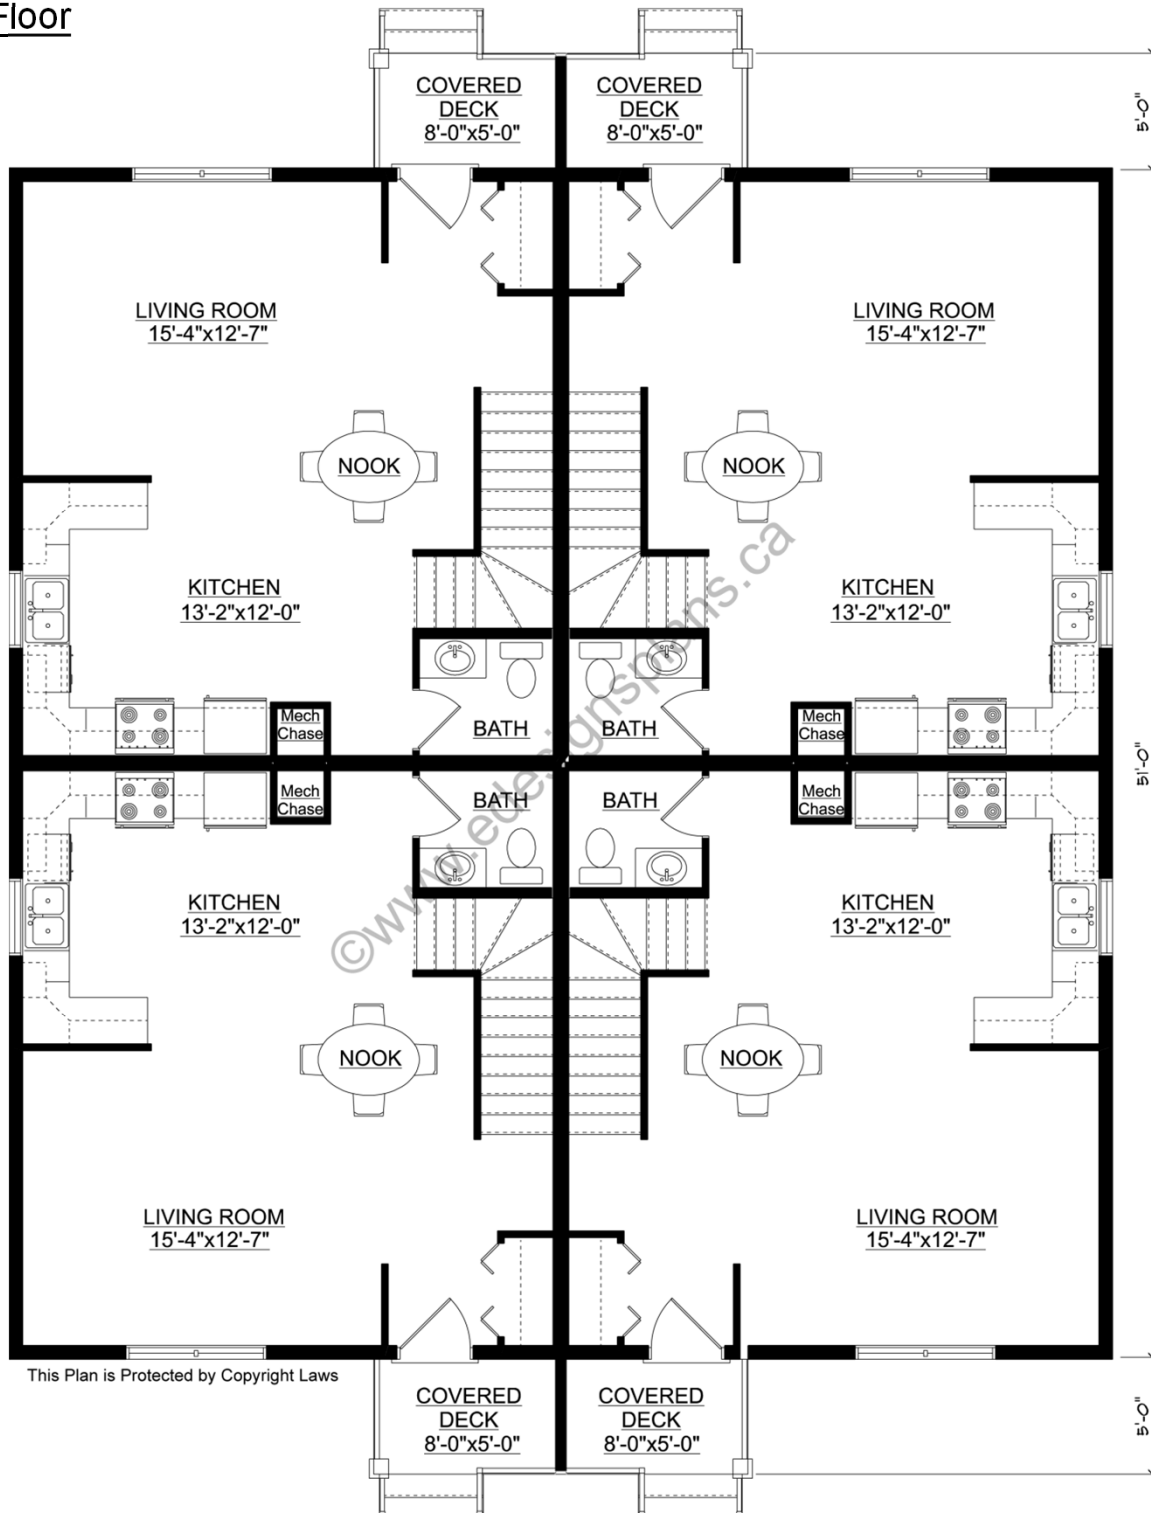 Floor
COVERED
DECK
8'-0"x5'-0"
COVERED
DECK
8'-0"x5'-0"
5'-0"
LIVING ROOM
15'-4"x12'-7"
LIVING ROOM
15'-4"x12'-7"
NOOK
NOOK
KITCHEN
13'-2"x12'-0"
KITCHEN
13'-2"x12'-0"
Mech
Chase
BATH
BATH
Mech
Chase
51'-0"
Mech
Chase
BATH
BATH
Mech
Chase
©www.edesignsplans.ca
KITCHEN
13'-2"x12'-0"
KITCHEN
13'-2"x12'-0"
NOOK
NOOK
LIVING ROOM
15'-4"x12'-7"
LIVING ROOM
15'-4"x12'-7"
This Plan is Protected by Copyright Laws
COVERED
DECK
8'-0"x5'-0"
COVERED
DECK
8'-0"x5'-0"
5'-0"